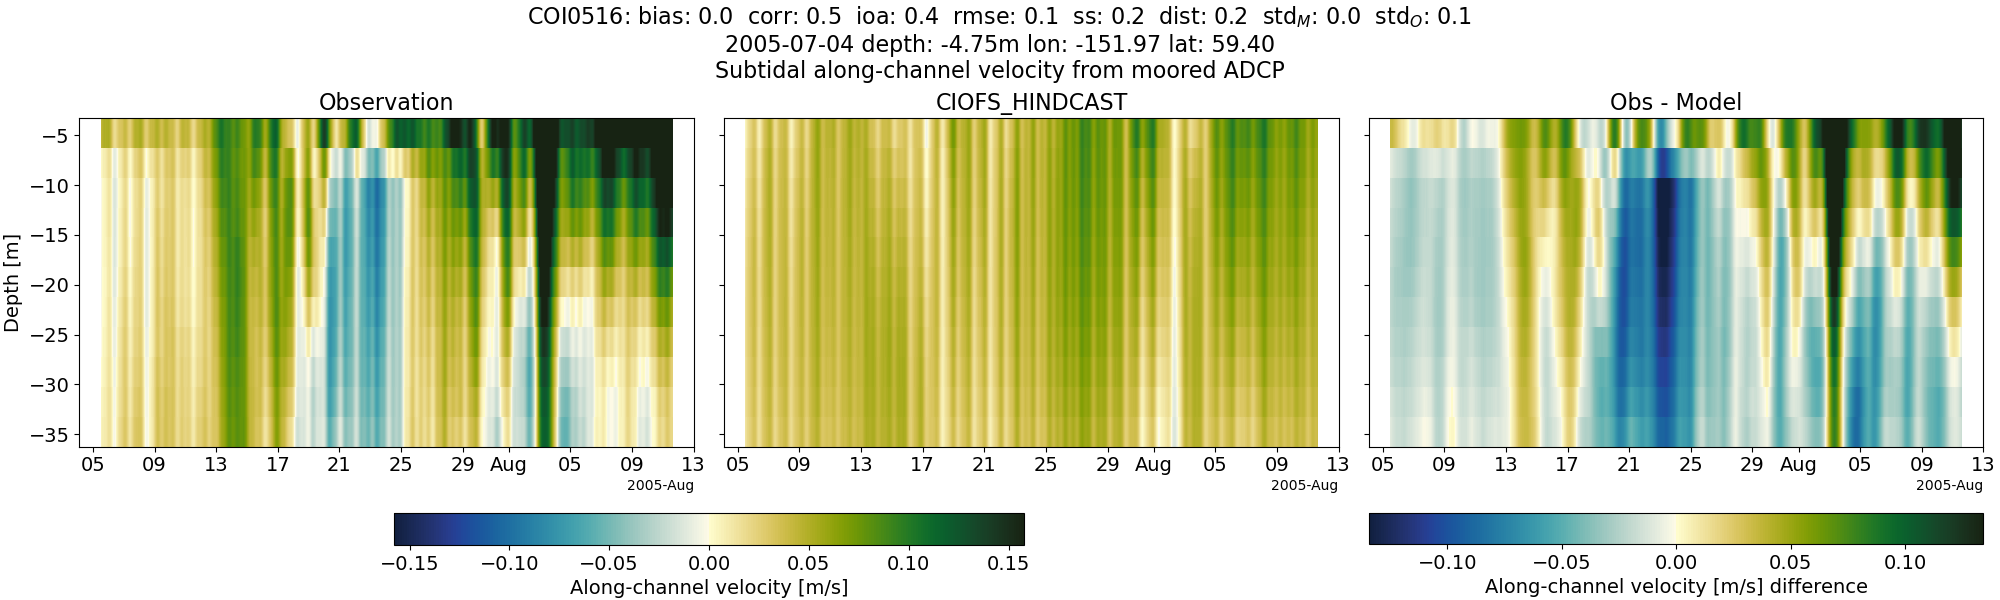 COI0516: bias: 0.0 corr: 0.5 ioa: 0.4 rmse: 0.1 ss: 0.2 dist: 0.2 std_M: 0.0 std_O: 0.1
2005-07-04 depth: -4.75m lon: -151.97 lat: 59.40
Subtidal along-channel velocity from moored ADCP
Observation
CIOFS_HINDCAST
Obs - Model
Depth [m]
−5
−10
−15
−20
−25
−30
−35
05 09 13 17 21 25 29 Aug 05 09 13
2005-Aug
05 09 13 17 21 25 29 Aug 05 09 13
2005-Aug
05 09 13 17 21 25 29 Aug 05 09 13
2005-Aug
−0.15 −0.10 −0.05 0.00 0.05 0.10 0.15
Along-channel velocity [m/s]
−0.10 −0.05 0.00 0.05 0.10
Along-channel velocity [m/s] difference